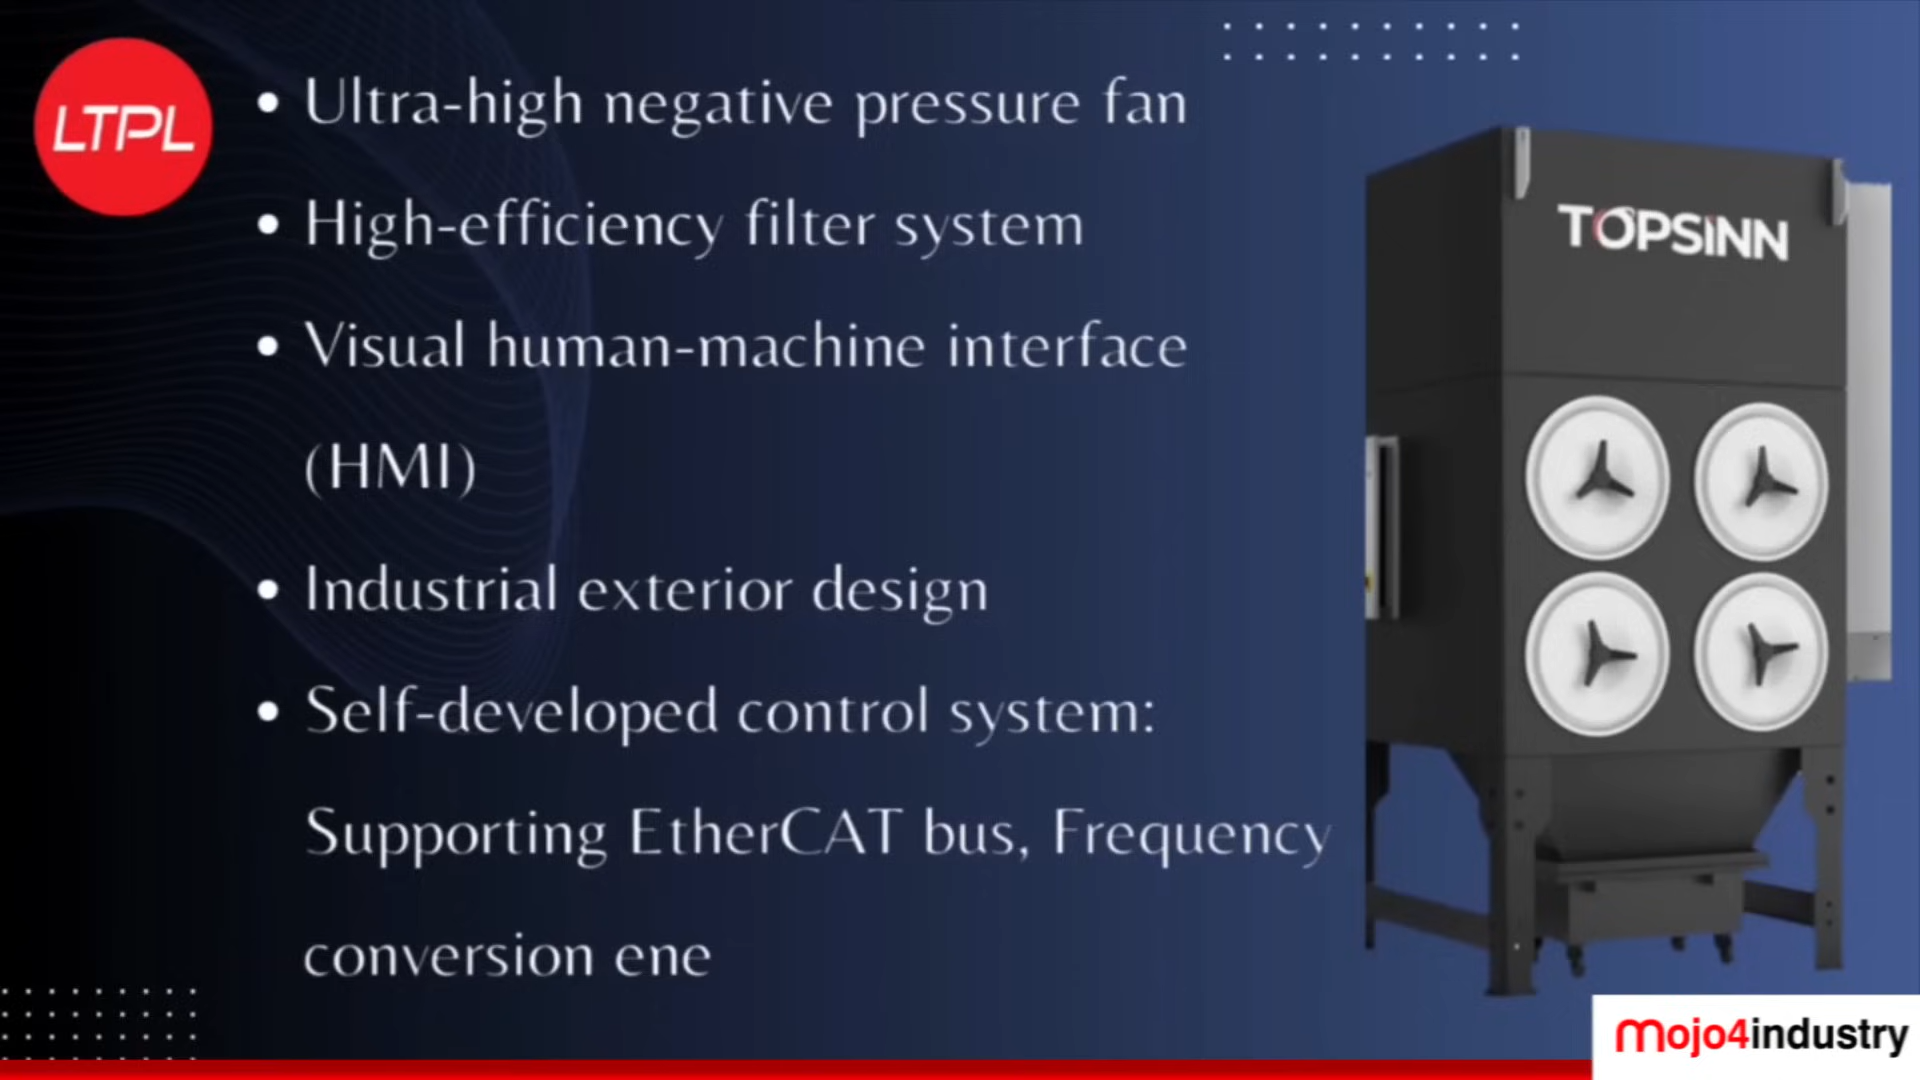 LTPL
• Ultra-high negative pressure fan
• High-efficiency filter system
• Visual human-machine interface
(HMI)
• Industrial exterior design
• Self-developed control system:
Supporting EtherCAT bus, Frequency
conversion ene
TOPSiNN
mojo4industry